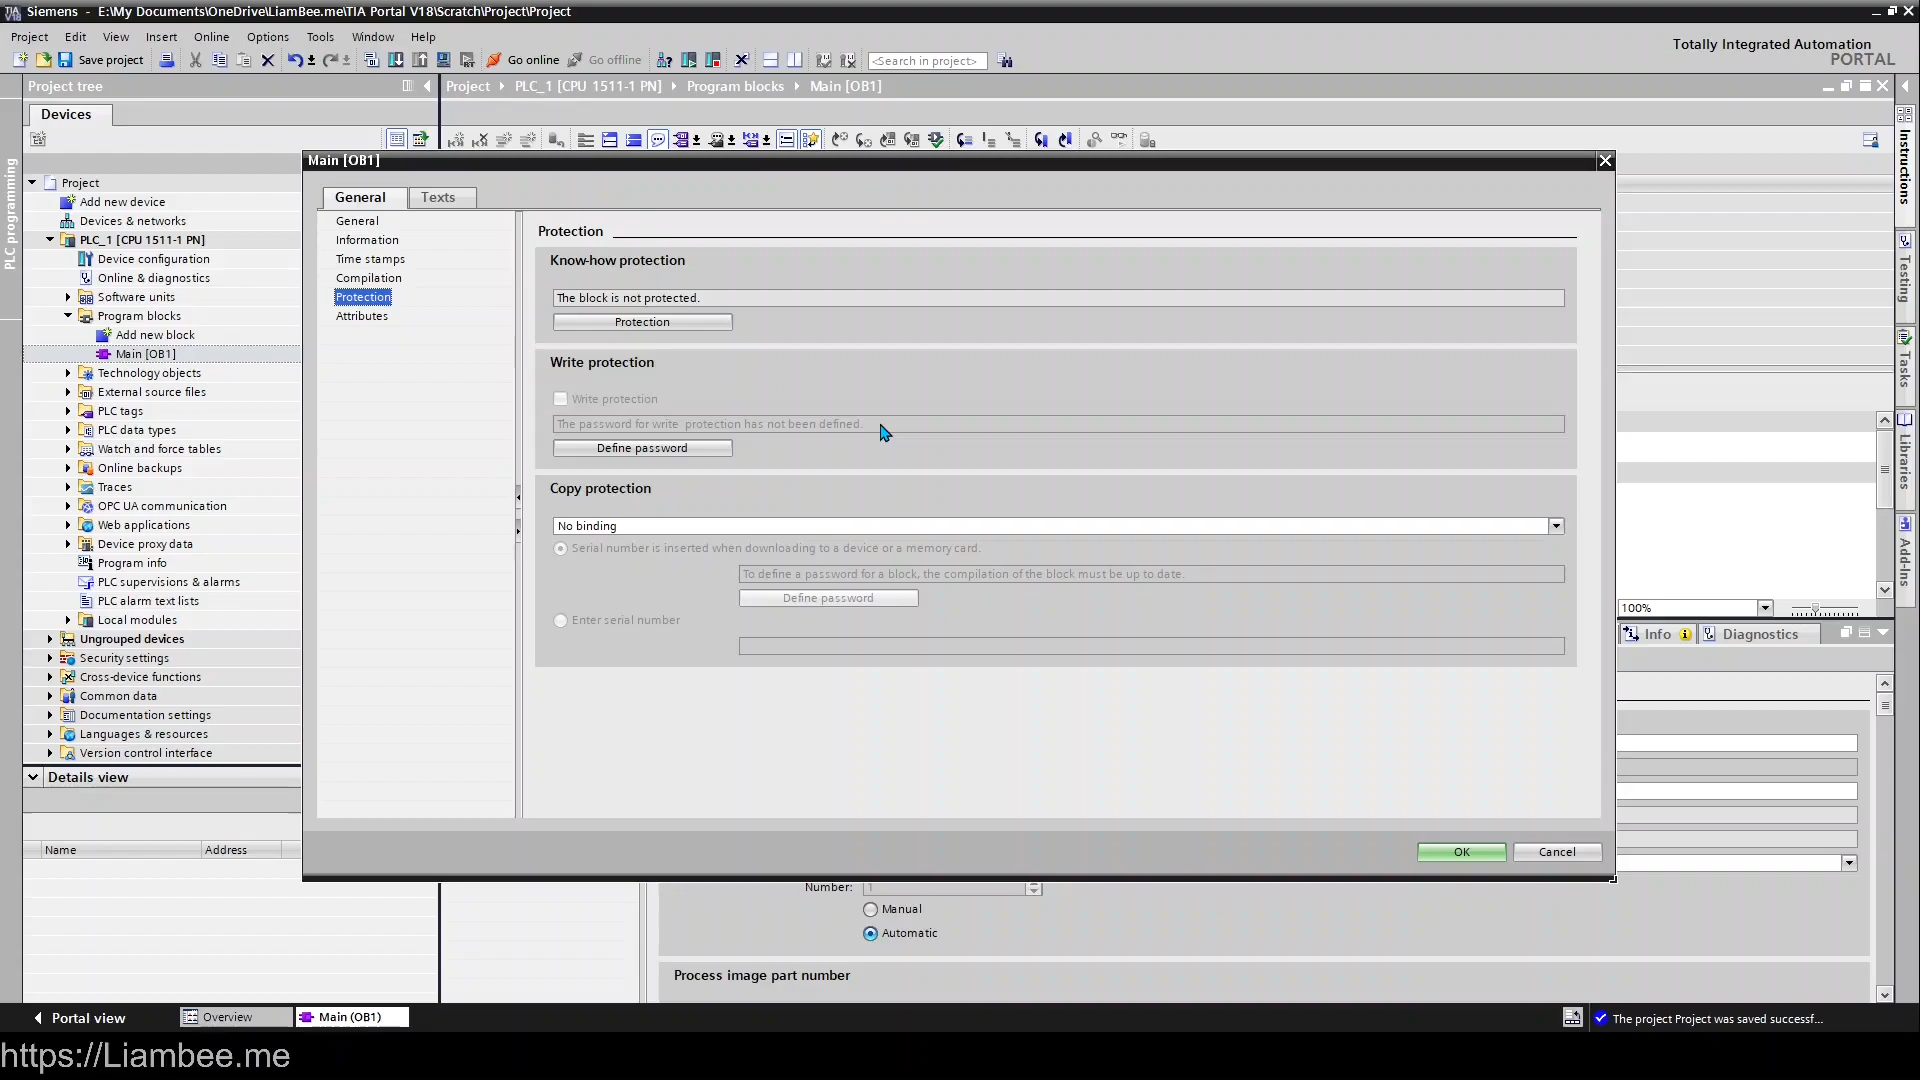 Siemens - E:\My Documents\OneDrive\LiamBee.me\TIA Portal V18\Scratch\Project\Project
Project Edit View Insert Online Options Tools Window Help
Totally Integrated Automation
PORTAL
Save project
Go online
Go offline
<Search in project>
Project tree
Project PLC_1 [CPU 1511-1 PN] Program blocks Main [OB1]
Devices
PLC programming
Project
Add new device
Devices & networks
PLC_1 [CPU 1511-1 PN]
Device configuration
Online & diagnostics
Software units
Program blocks
Add new block
Main [OB1]
Technology objects
External source files
PLC tags
PLC data types
Watch and force tables
Online backups
Traces
OPC UA communication
Web applications
Device proxy data
Program info
PLC supervisions & alarms
PLC alarm text lists
Local modules
Ungrouped devices
Security settings
Cross-device functions
Common data
Documentation settings
Languages & resources
Version control interface
Details view
Name Address
Main [OB1]
General Texts
General
Information
Time stamps
Compilation
Protection
Attributes
Protection
Know-how protection
The block is not protected.
Protection
Write protection
Write protection
The password for write protection has not been defined.
Define password
Copy protection
No binding
Serial number is inserted when downloading to a device or a memory card.
To define a password for a block, the compilation of the block must be up to date.
Define password
Enter serial number
OK Cancel
Instructions
Testing
Tasks
Libraries
Add-Ins
100%
Info Diagnostics
Number: 1
Manual
Automatic
Process image part number
Portal view Overview Main (OB1)
The project Project was saved successf...
https://Liambee.me